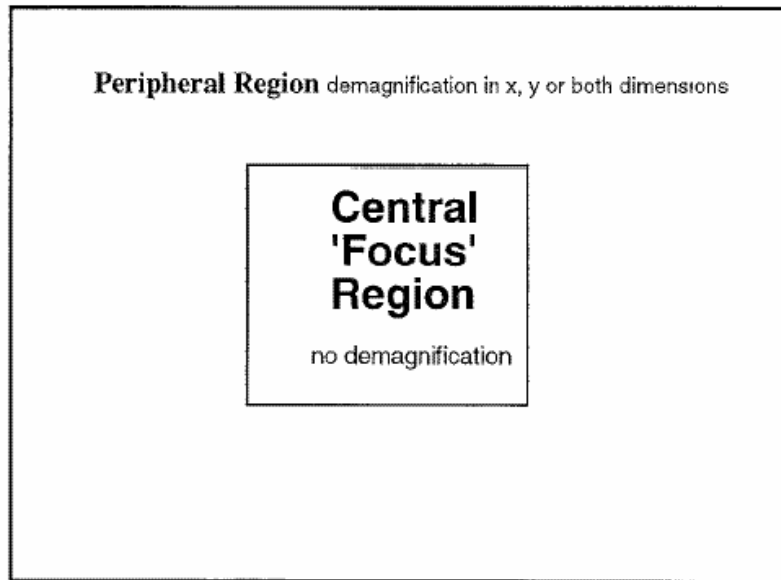 Peripheral Region demagnification in x, y or both dimensions
Central
'Focus'
Region
no demagnification